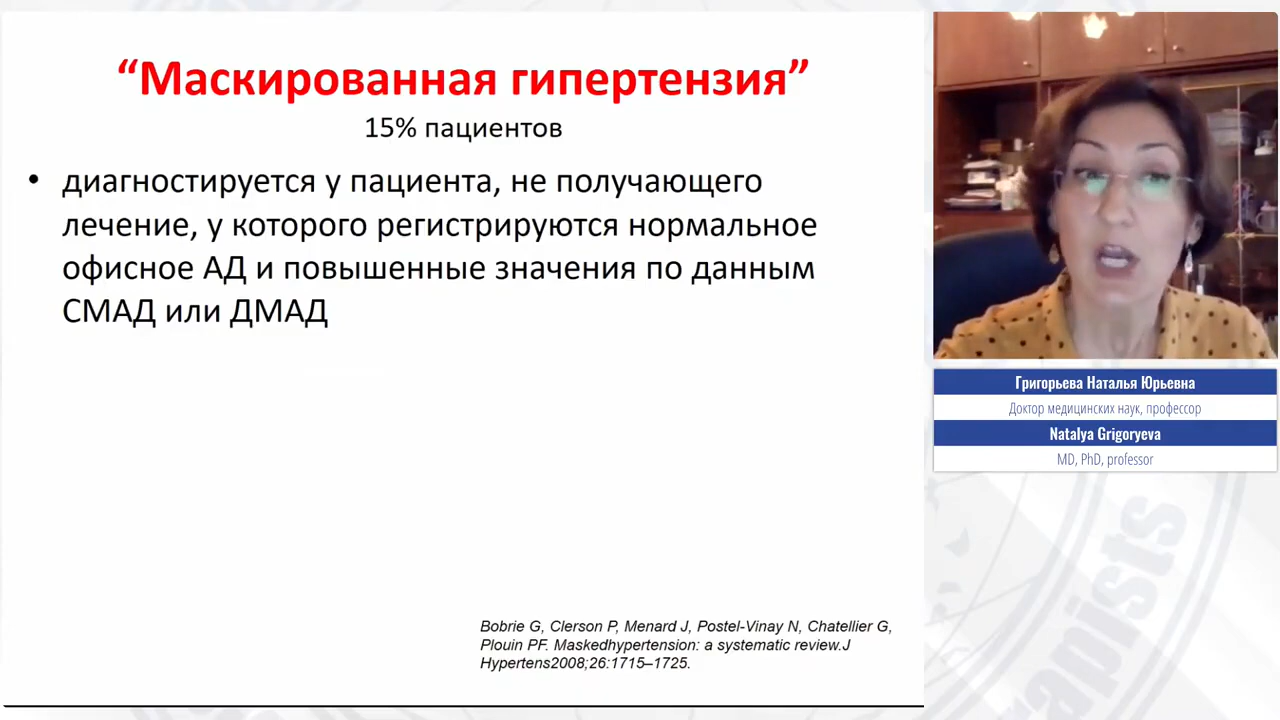 “Маскированная гипертензия”
15% пациентов
• диагностируется у пациента, не получающего
лечение, у которого регистрируются нормальное
офисное АД и повышенные значения по данным
СМАД или ДМАД
Bobrie G, Clerson P, Menard J, Postel-Vinay N, Chatellier G,
Plouin PF. Maskedhypertension: a systematic review.J
Hypertens2008;26:1715–1725.
Григорьева Наталья Юрьевна
Доктор медицинских наук, профессор
Natalya Grigoryeva
MD, PhD, professor